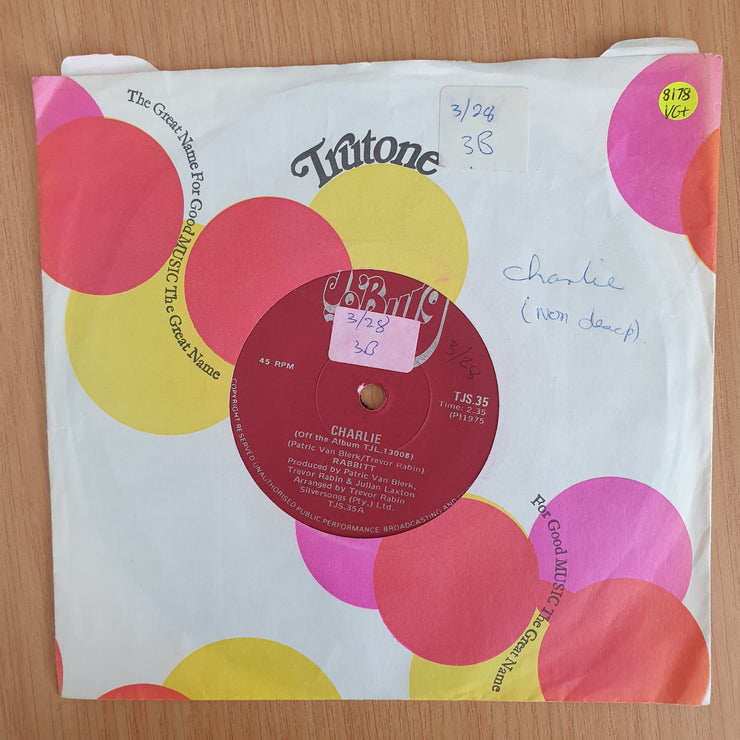 The Great Name For Good MUSIC The Great Name
Trutone
3/28
3B
8178
VG+
Charlie
3/28
3B
3/28
45 RPM
TJS.35
Time: 2.35
(P)1975
CHARLIE
(Off the Album TJL.13008)
(Patric Van Blerk/Trevor Rabin)
RABBITT
Produced by Patric Van Blerk,
Trevor Rabin & Julian Laxton
Arranged by Trevor Rabin
Silversongs (Pty.) Ltd.
TJS.35A
COPYRIGHT RESERVED UNAUTHORISED PUBLIC PERFORMANCE BROADCASTING AND
For Good MUSIC The Great Name